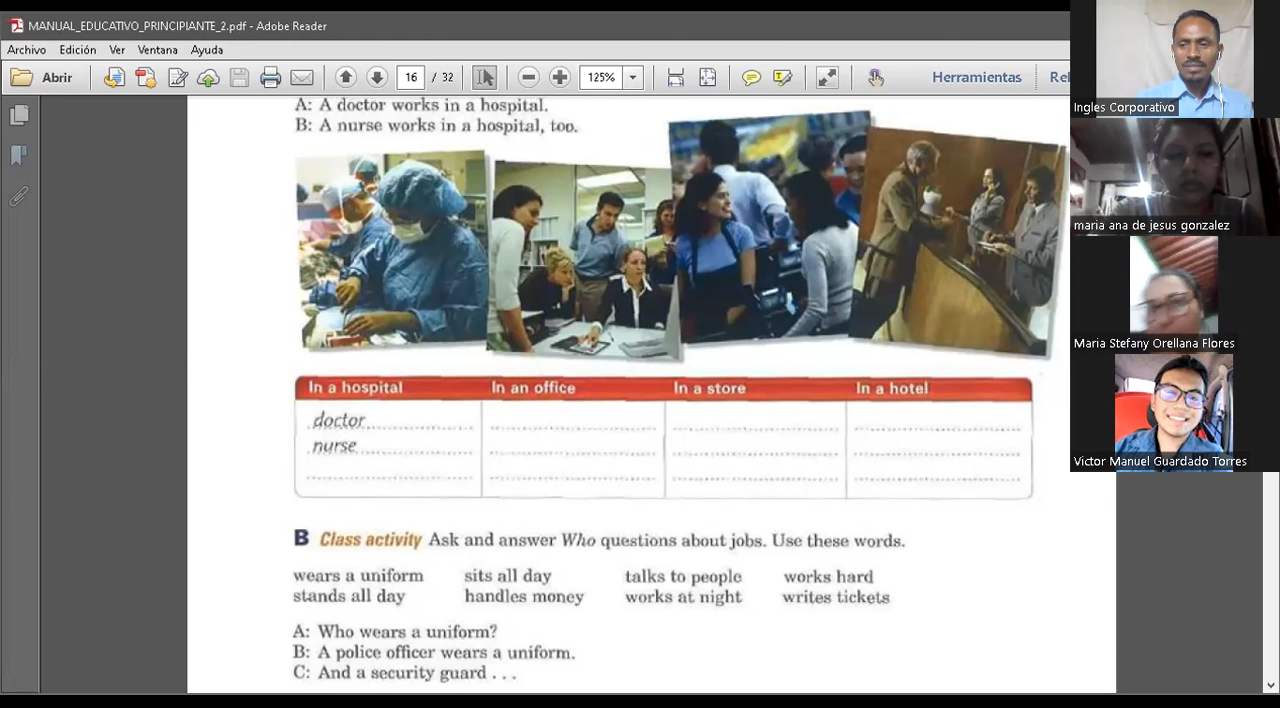 MANUAL_EDUCATIVO_PRINCIPIANTE_2.pdf - Adobe Reader
Archivo Edición Ver Ventana Ayuda
Abrir 16 / 32 125% Herramientas Rel
A: A doctor works in a hospital.
B: A nurse works in a hospital, too.
In a hospital In an office In a store In a hotel
doctor
nurse
B Class activity Ask and answer Who questions about jobs. Use these words.
wears a uniform sits all day talks to people works hard
stands all day handles money works at night writes tickets
A: Who wears a uniform?
B: A police officer wears a uniform.
C: And a security guard . . .
Ingles Corporativo
maria ana de jesus gonzalez
Maria Stefany Orellana Flores
Victor Manuel Guardado Torres